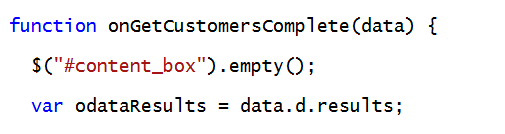 function onGetCustomersComplete(data) {
$("#content_box").empty();
var odataResults = data.d.results;